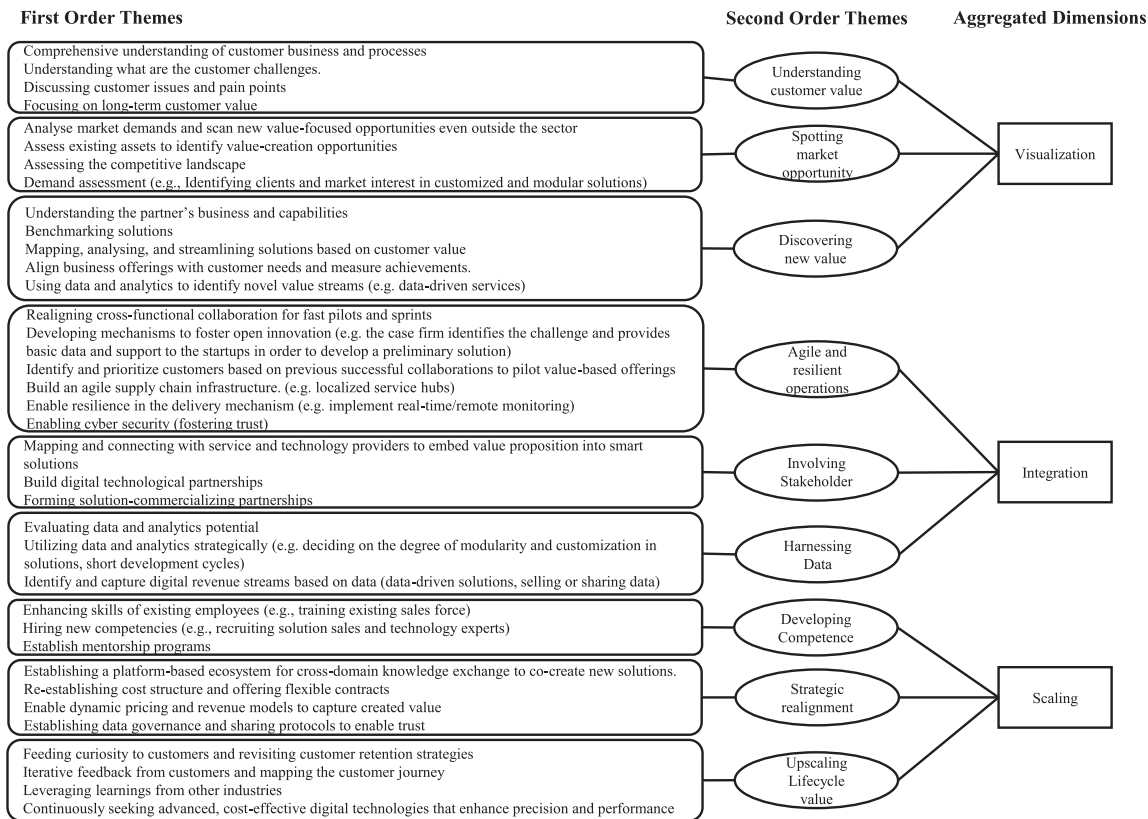 First Order Themes
Second Order Themes
Aggregated Dimensions
Comprehensive understanding of customer business and processes
Understanding what are the customer challenges.
Discussing customer issues and pain points
Focusing on long-term customer value
Understanding
customer value
Analyse market demands and scan new value-focused opportunities even outside the sector
Assess existing assets to identify value-creation opportunities
Assessing the competitive landscape
Demand assessment (e.g., Identifying clients and market interest in customized and modular solutions)
Spotting
market
opportunity
Visualization
Understanding the partner's business and capabilities
Benchmarking solutions
Mapping, analysing, and streamlining solutions based on customer value
Align business offerings with customer needs and measure achievements.
Using data and analytics to identify novel value streams (e.g. data-driven services)
Discovering
new value
Realigning cross-functional collaboration for fast pilots and sprints
Developing mechanisms to foster open innovation (e.g. the case firm identifies the challenge and provides
basic data and support to the startups in order to develop a preliminary solution)
Identify and prioritize customers based on previous successful collaborations to pilot value-based offerings
Build an agile supply chain infrastructure. (e.g. localized service hubs)
Enable resilience in the delivery mechanism (e.g. implement real-time/remote monitoring)
Enabling cyber security (fostering trust)
Agile and
resilient
operations
Mapping and connecting with service and technology providers to embed value proposition into smart
solutions
Build digital technological partnerships
Forming solution-commercializing partnerships
Involving
Stakeholder
Integration
Evaluating data and analytics potential
Utilizing data and analytics strategically (e.g. deciding on the degree of modularity and customization in
solutions, short development cycles)
Identify and capture digital revenue streams based on data (data-driven solutions, selling or sharing data)
Harnessing
Data
Enhancing skills of existing employees (e.g., training existing sales force)
Hiring new competencies (e.g., recruiting solution sales and technology experts)
Establish mentorship programs
Developing
Competence
Establishing a platform-based ecosystem for cross-domain knowledge exchange to co-create new solutions.
Re-establishing cost structure and offering flexible contracts
Enable dynamic pricing and revenue models to capture created value
Establishing data governance and sharing protocols to enable trust
Strategic
realignment
Scaling
Feeding curiosity to customers and revisiting customer retention strategies
Iterative feedback from customers and mapping the customer journey
Leveraging learnings from other industries
Continuously seeking advanced, cost-effective digital technologies that enhance precision and performance
Upscaling
Lifecycle
value